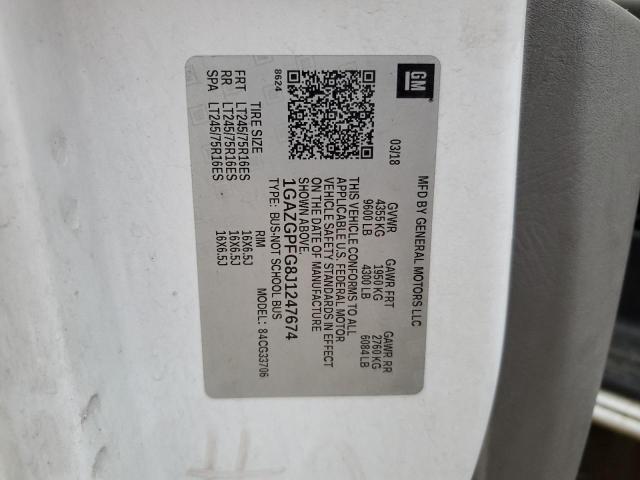 GM
MFD BY GENERAL MOTORS LLC
03/18
GVWR GAWR FRT GAWR RR
4355 KG 1950 KG 2760 KG
9600 LB 4300 LB 6084 LB
THIS VEHICLE CONFORMS TO ALL
APPLICABLE U.S. FEDERAL MOTOR
VEHICLE SAFETY STANDARDS IN EFFECT
ON THE DATE OF MANUFACTURE
SHOWN ABOVE.
1GAZGPFG8J1247674
TYPE: BUS-NOT SCHOOL BUS
MODEL: 84CG33706
8624
TIRE SIZE RIM
FRT LT245/75R16ES 16X6.5J
RR LT245/75R16ES 16X6.5J
SPA LT245/75R16ES 16X6.5J